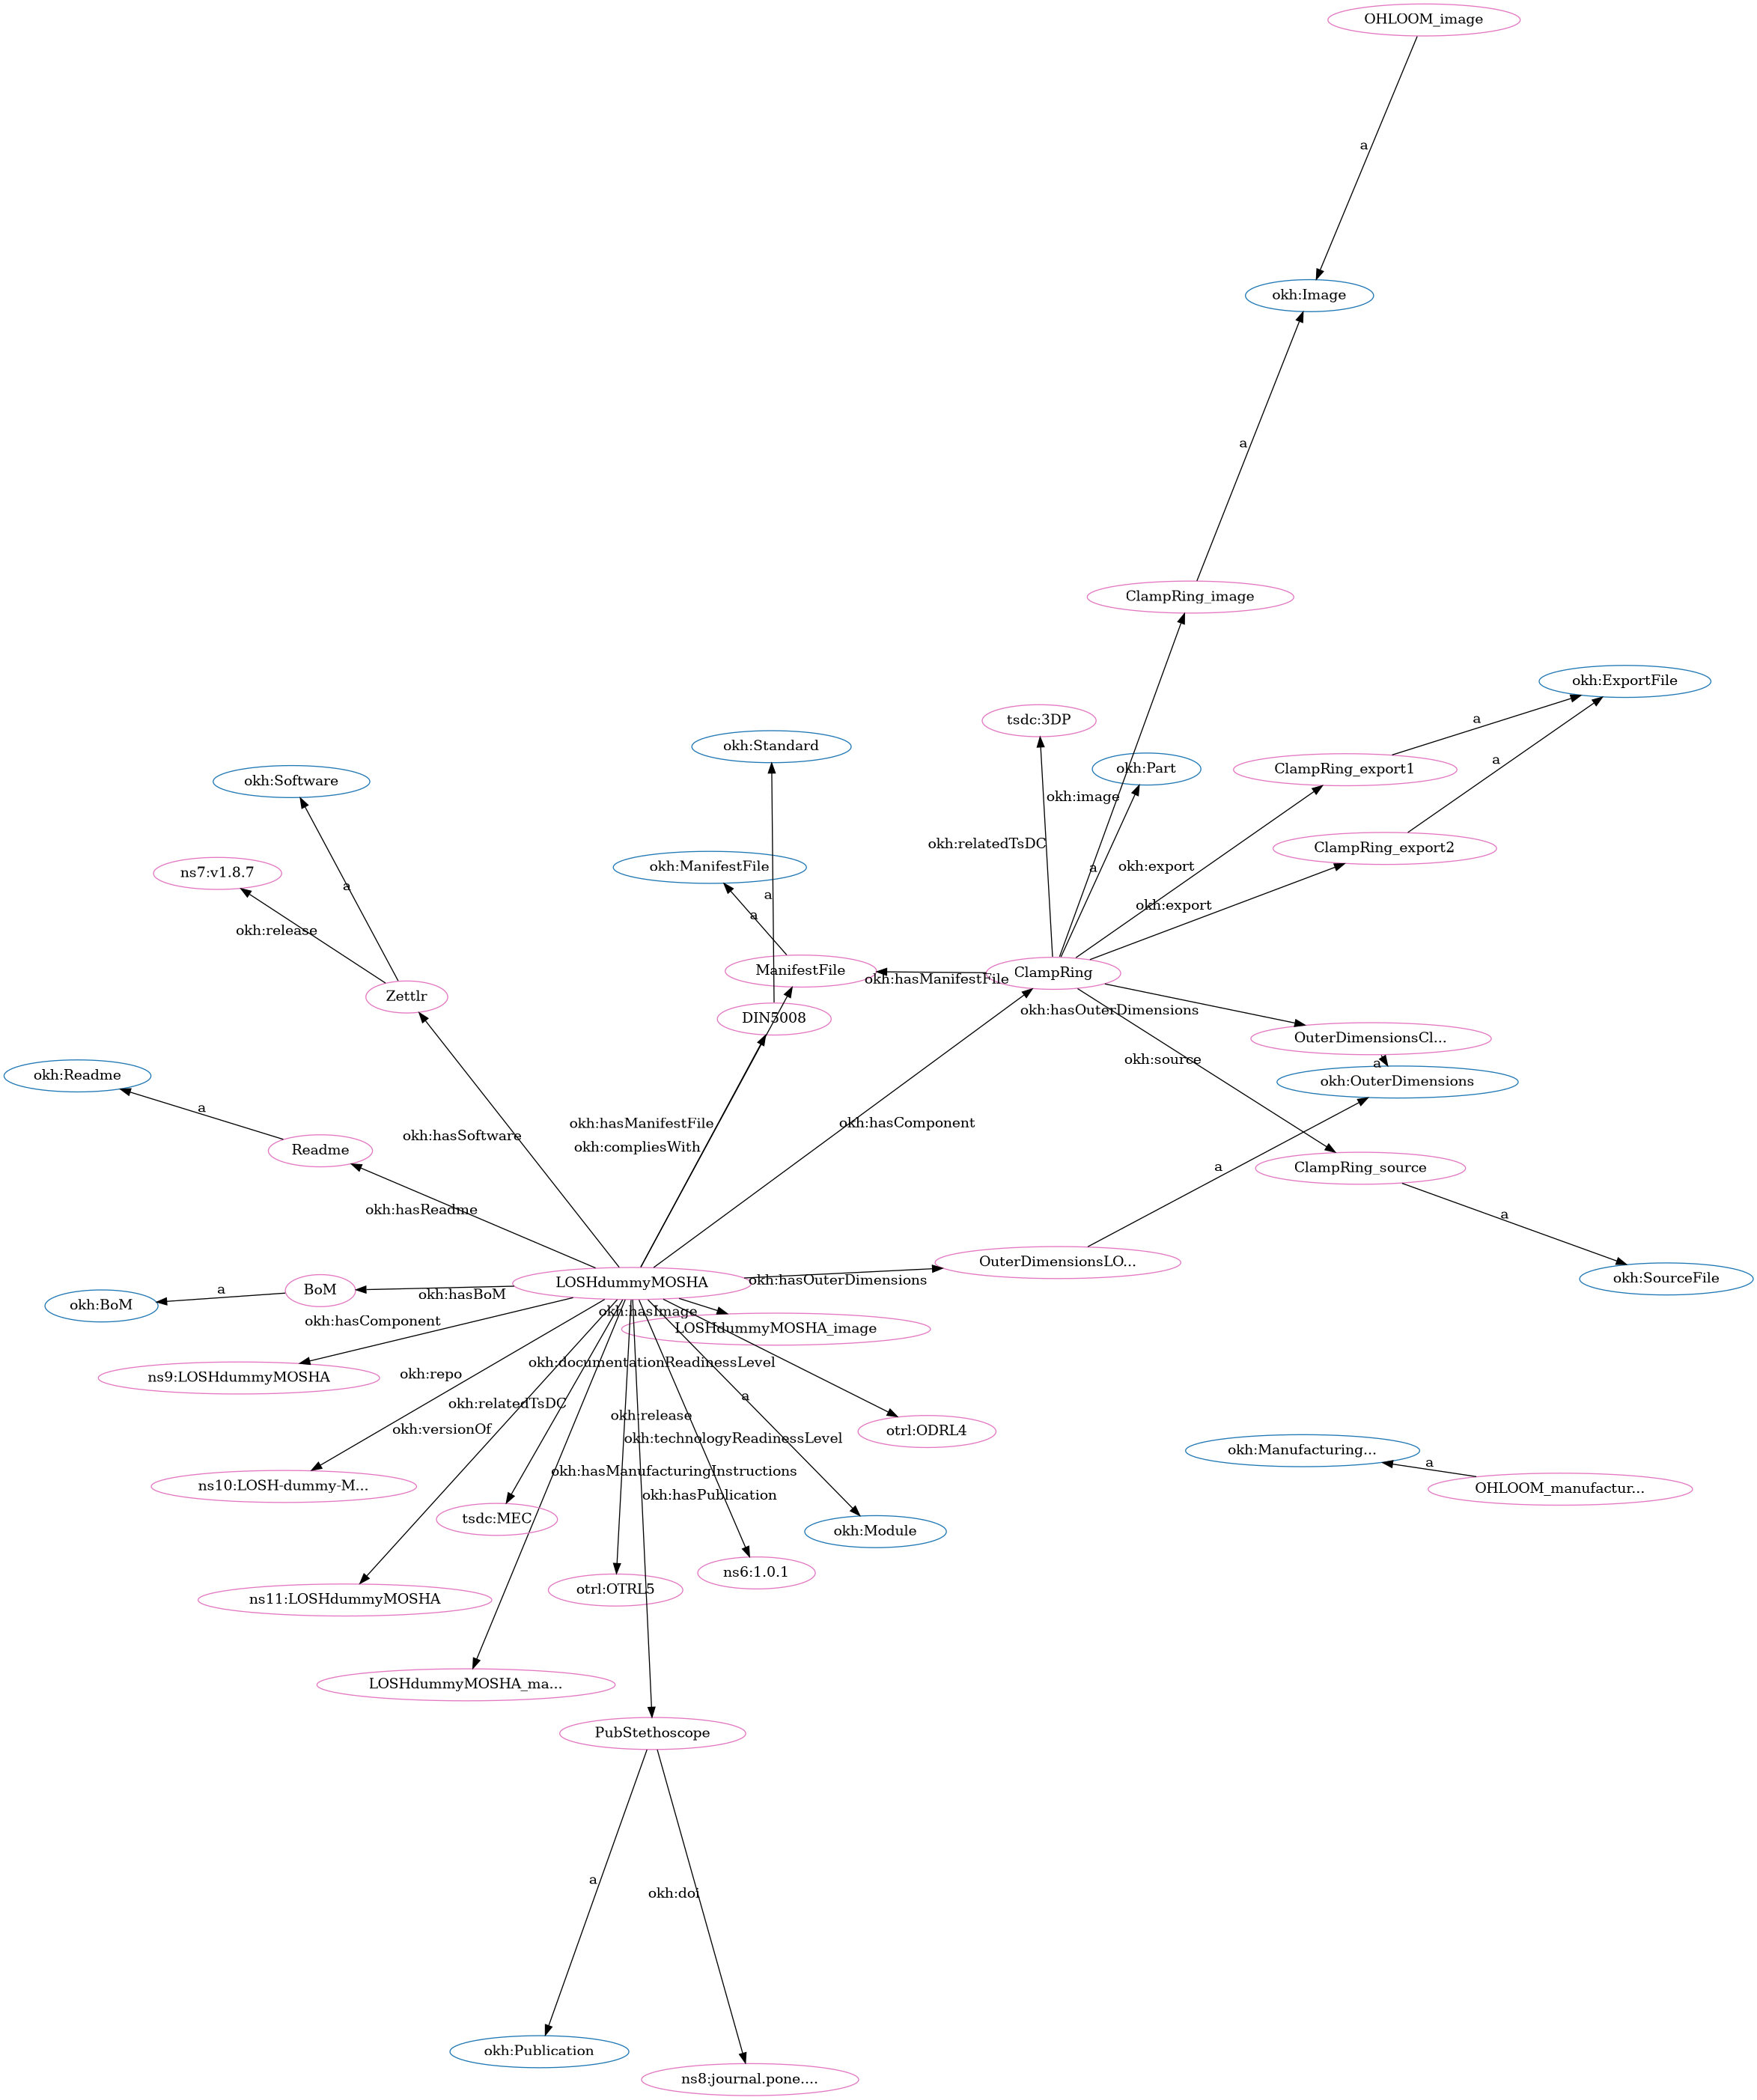 OHLOOM_image
a
okh:Image
a
ClampRing_image
okh:ExportFile
tsdc:3DP
a
okh:Standard
okh:Part
ClampRing_export1
okh:Software
a
okh:image
okh:relatedTsDC
ClampRing_export2
okh:ManifestFile
a
okh:export
ns7:v1.8.7
a
a
okh:export
a
okh:release
ManifestFile
ClampRing
okh:hasManifestFile
Zettlr
okh:hasOuterDimensions
DIN5008
OuterDimensionsCl...
okh:source
a
okh:Readme
okh:OuterDimensions
a
okh:hasManifestFile
okh:hasComponent
okh:hasSoftware
okh:compliesWith
Readme
a
ClampRing_source
okh:hasReadme
a
OuterDimensionsLO...
okh:SourceFile
LOSHdummyMOSHA
okh:hasOuterDimensions
BoM
a
okh:hasBoM
okh:BoM
okh:hasImage
okh:hasComponent
LOSHdummyMOSHA_image
okh:documentationReadinessLevel
ns9:LOSHdummyMOSHA
okh:repo
a
okh:relatedTsDC
okh:release
okh:versionOf
otrl:ODRL4
okh:technologyReadinessLevel
okh:Manufacturing...
a
okh:hasManufacturingInstructions
ns10:LOSH-dummy-M...
OHLOOM_manufactur...
okh:hasPublication
tsdc:MEC
okh:Module
ns6:1.0.1
otrl:OTRL5
ns11:LOSHdummyMOSHA
LOSHdummyMOSHA_ma...
PubStethoscope
a
okh:doi
okh:Publication
ns8:journal.pone....